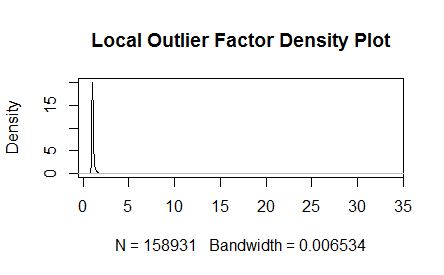 Local Outlier Factor Density Plot
Density
15
5
0
0 5 10 15 20 25 30 35
N = 158931 Bandwidth = 0.006534